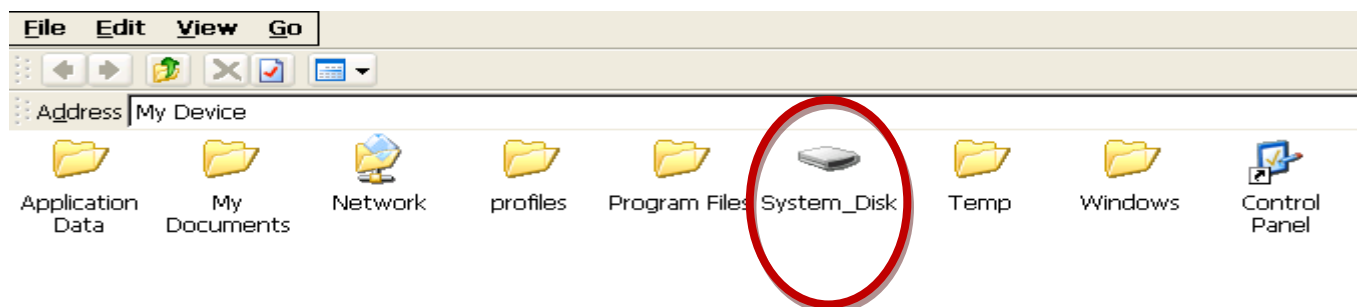 File Edit View Go
Address My Device
Application Data My Documents Network profiles Program Files System_Disk Temp Windows Control Panel